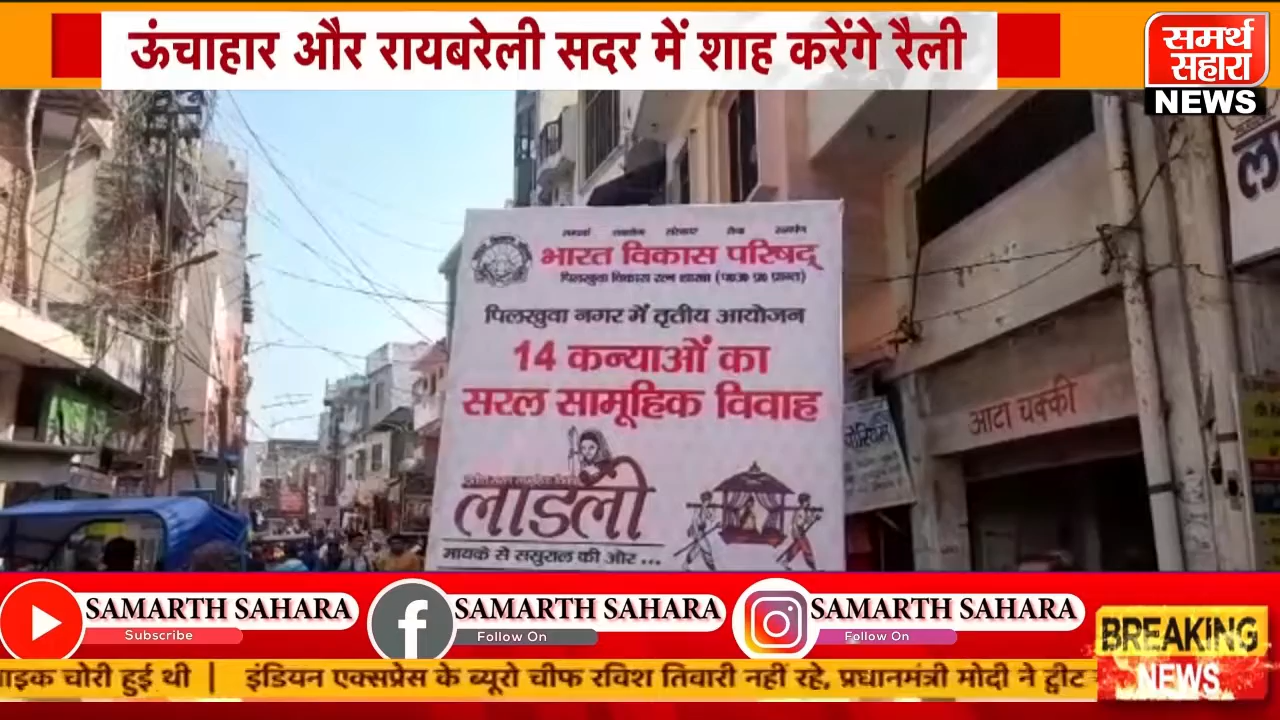 ऊंचाहार और रायबरेली सदर में शाह करेंगे रैली
समर्थ
सहारा
NEWS
भारत विकास परिषद्
पिलखुवा विकास रत्न शाखा
पिलखुवा नगर में तृतीय आयोजन
14 कन्याओं का
सरल सामूहिक विवाह
लाडली
मायके से ससुराल की ओर ...
आटा चक्की
SAMARTH SAHARA
Subscribe
SAMARTH SAHARA
Follow On
SAMARTH SAHARA
Follow On
BREAKING
NEWS
चोरी हुई थी | इंडियन एक्सप्रेस के ब्यूरो चीफ रविश तिवारी नहीं रहे, प्रधानमंत्री मोदी ने ट्वीट